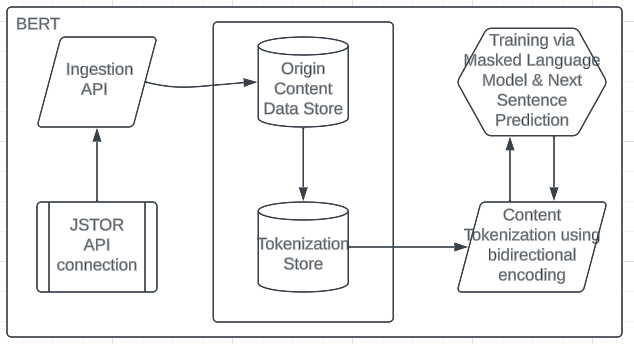 BERT
Ingestion
API
Origin
Content
Data Store
Training via
Masked Language
Model & Next
Sentence
Prediction
JSTOR
API
connection
Tokenization
Store
Content
Tokenization using
bidirectional
encoding